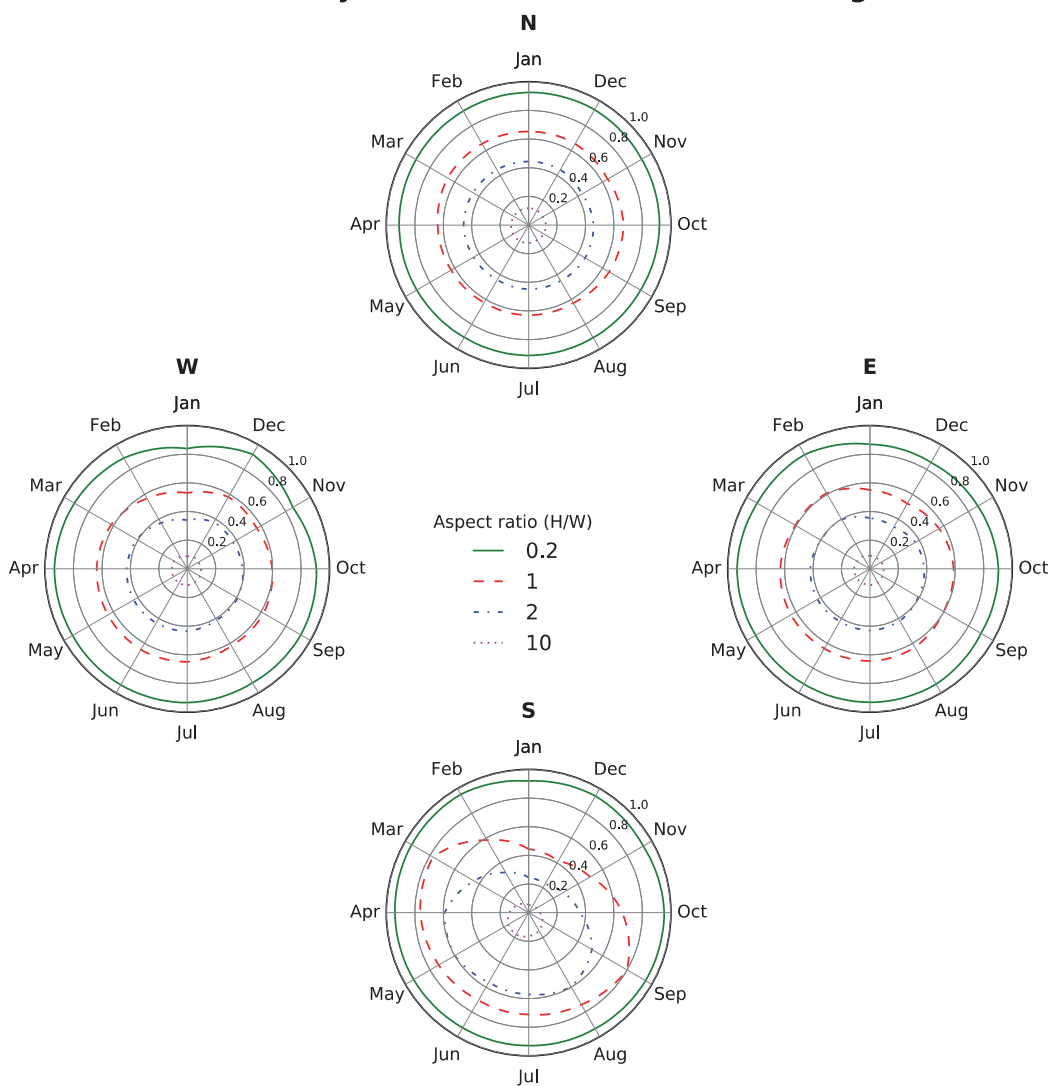 N
Jan
Feb
Dec
Mar
Nov
Apr
Oct
May
Sep
Jun
Aug
Jul
1.0
0.8
0.6
0.4
0.2
W
Jan
Feb
Dec
Mar
Nov
Apr
Oct
May
Sep
Jun
Aug
Jul
1.0
0.8
0.6
0.4
0.2
Aspect ratio (H/W)
0.2
1
2
10
E
Jan
Feb
Dec
Mar
Nov
Apr
Oct
May
Sep
Jun
Aug
Jul
1.0
0.8
0.6
0.4
0.2
S
Jan
Feb
Dec
Mar
Nov
Apr
Oct
May
Sep
Jun
Aug
Jul
1.0
0.8
0.6
0.4
0.2